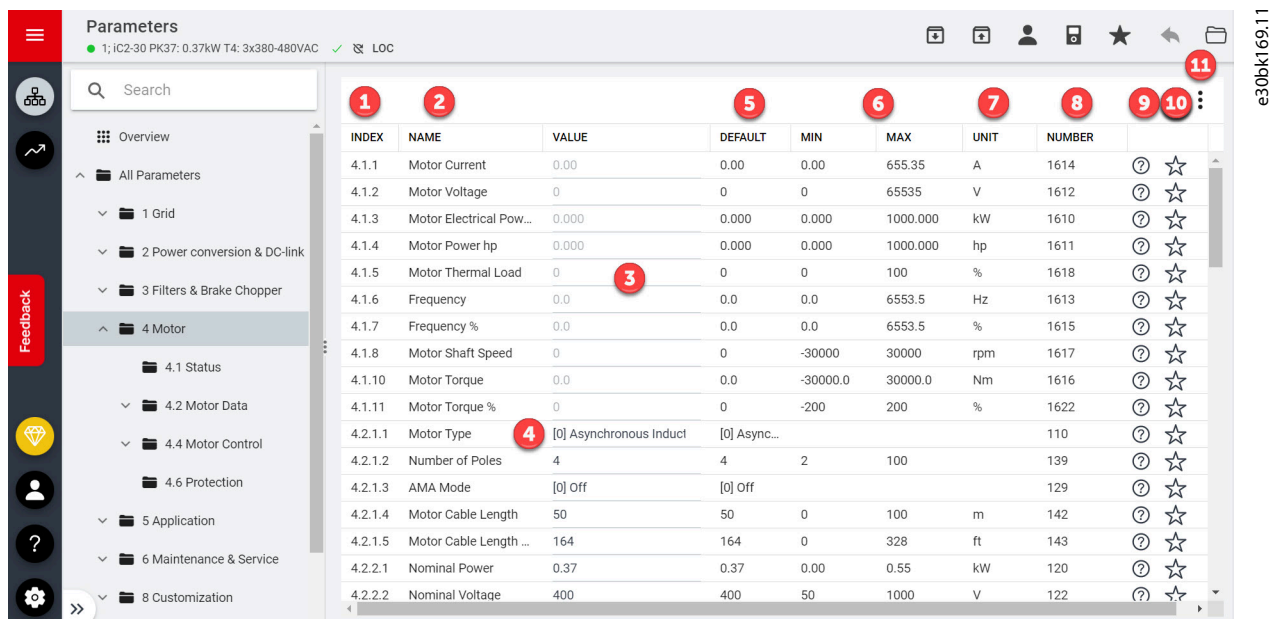 Parameters
1; iC2-30 PK37: 0.37kW T4: 3x380-480VAC LOC
e30bk169.11
Search
11
1 2 5 6 7 8 9 10
Overview
INDEX NAME VALUE DEFAULT MIN MAX UNIT NUMBER
4.1.1 Motor Current 0.00 0.00 0.00 655.35 A 1614 ?
All Parameters
4.1.2 Motor Voltage 0 0 0 65535 V 1612 ?
1 Grid
4.1.3 Motor Electrical Pow... 0.000 0.000 0.000 1000.000 kW 1610 ?
2 Power conversion & DC-link
4.1.4 Motor Power hp 0.000 0.000 0.000 1000.000 hp 1611 ?
4.1.5 Motor Thermal Load 0 3 0 0 100 % 1618 ?
3 Filters & Brake Chopper
4.1.6 Frequency 0.0 0.0 0.0 6553.5 Hz 1613 ?
Feedback
4 Motor
4.1.7 Frequency % 0.0 0.0 0.0 6553.5 % 1615 ?
4.1.8 Motor Shaft Speed 0 0 -30000 30000 rpm 1617 ?
4.1 Status
4.1.10 Motor Torque 0.0 0.0 -30000.0 30000.0 Nm 1616 ?
4.2 Motor Data
4.1.11 Motor Torque % 0 0 -200 200 % 1622 ?
4.2.1.1 Motor Type 4 [0] Asynchronous Induct [0] Async... 110 ?
4.4 Motor Control
4.2.1.2 Number of Poles 4 4 2 100 139 ?
4.6 Protection
4.2.1.3 AMA Mode [0] Off [0] Off 129 ?
5 Application
4.2.1.4 Motor Cable Length 50 50 0 100 m 142 ?
?
4.2.1.5 Motor Cable Length ... 164 164 0 328 ft 143 ?
6 Maintenance & Service
4.2.2.1 Nominal Power 0.37 0.37 0.00 0.55 kW 120 ?
8 Customization
4.2.2.2 Nominal Voltage 400 400 50 1000 V 122 ?